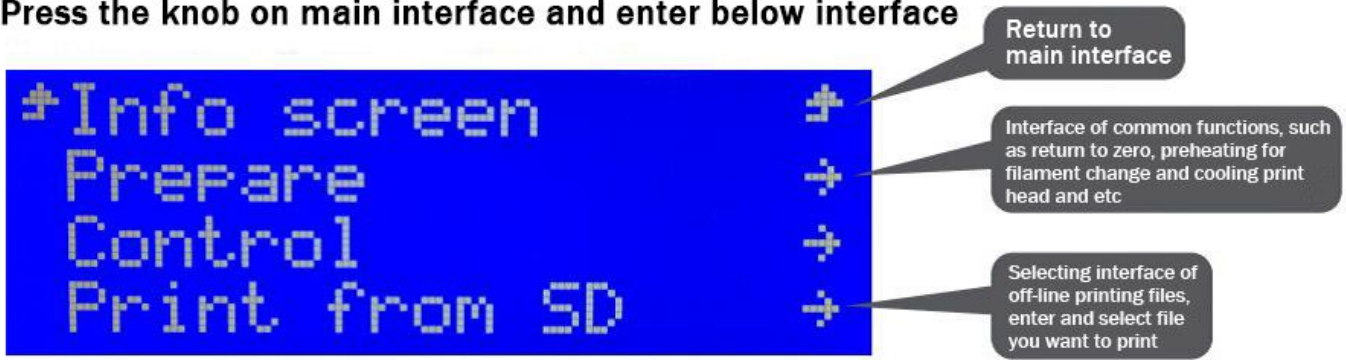 Press the knob on main interface and enter below interface
Return to
main interface
Info screen
Prepare
Control
Print from SD
Interface of common functions, such
as return to zero, preheating for
filament change and cooling print
head and etc
Selecting interface of
off-line printing files,
enter and select file
you want to print